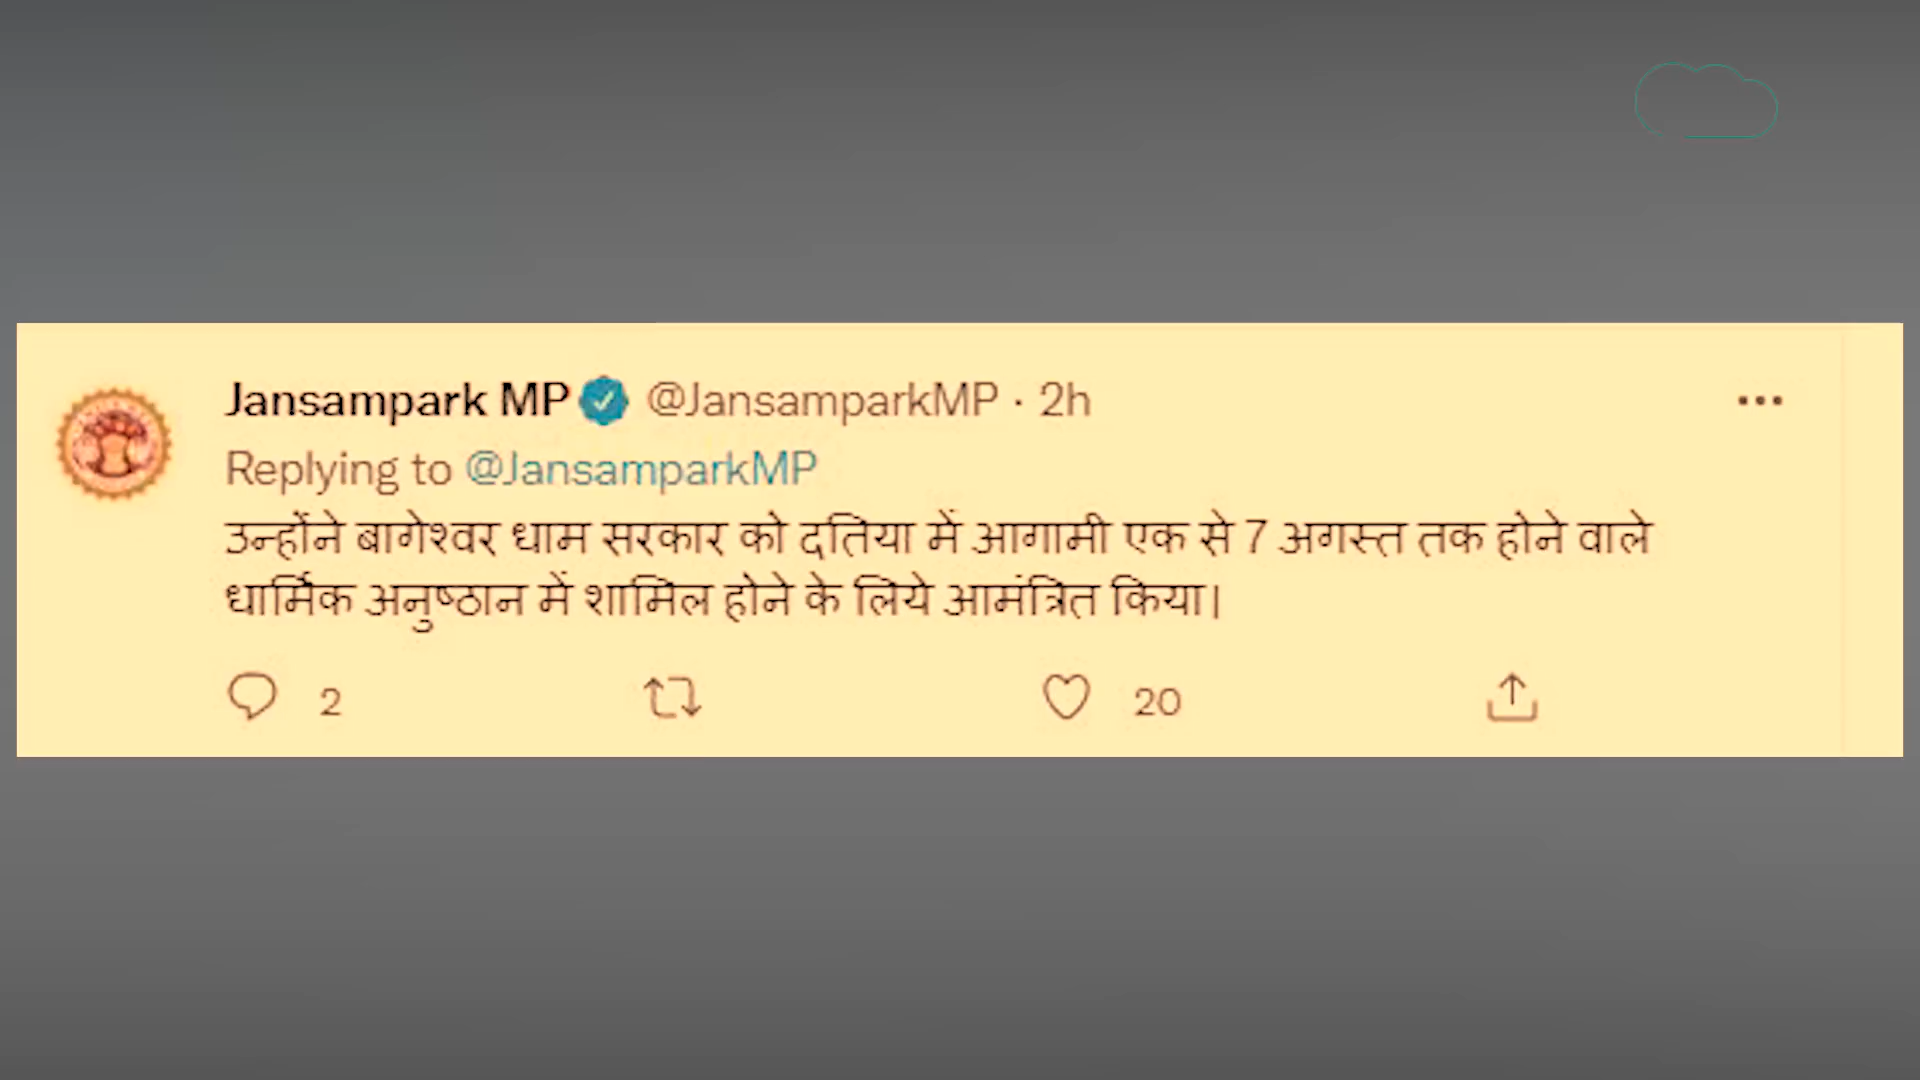 Jansampark MP @JansamparkMP · 2h
Replying to @JansamparkMP
उन्होंने बागेश्वर धाम सरकार को दतिया में आगामी एक से 7 अगस्त तक होने वाले
धार्मिक अनुष्ठान में शामिल होने के लिये आमंत्रित किया।
2 20